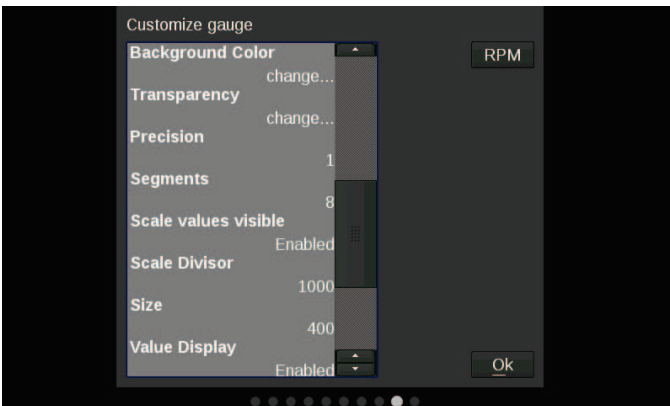 Customize gauge
Background Color
RPM
change...
Transparency
change...
Precision
1
Segments
8
Scale values visible
Enabled
Scale Divisor
1000
Size
400
Value Display
Enabled
Ok